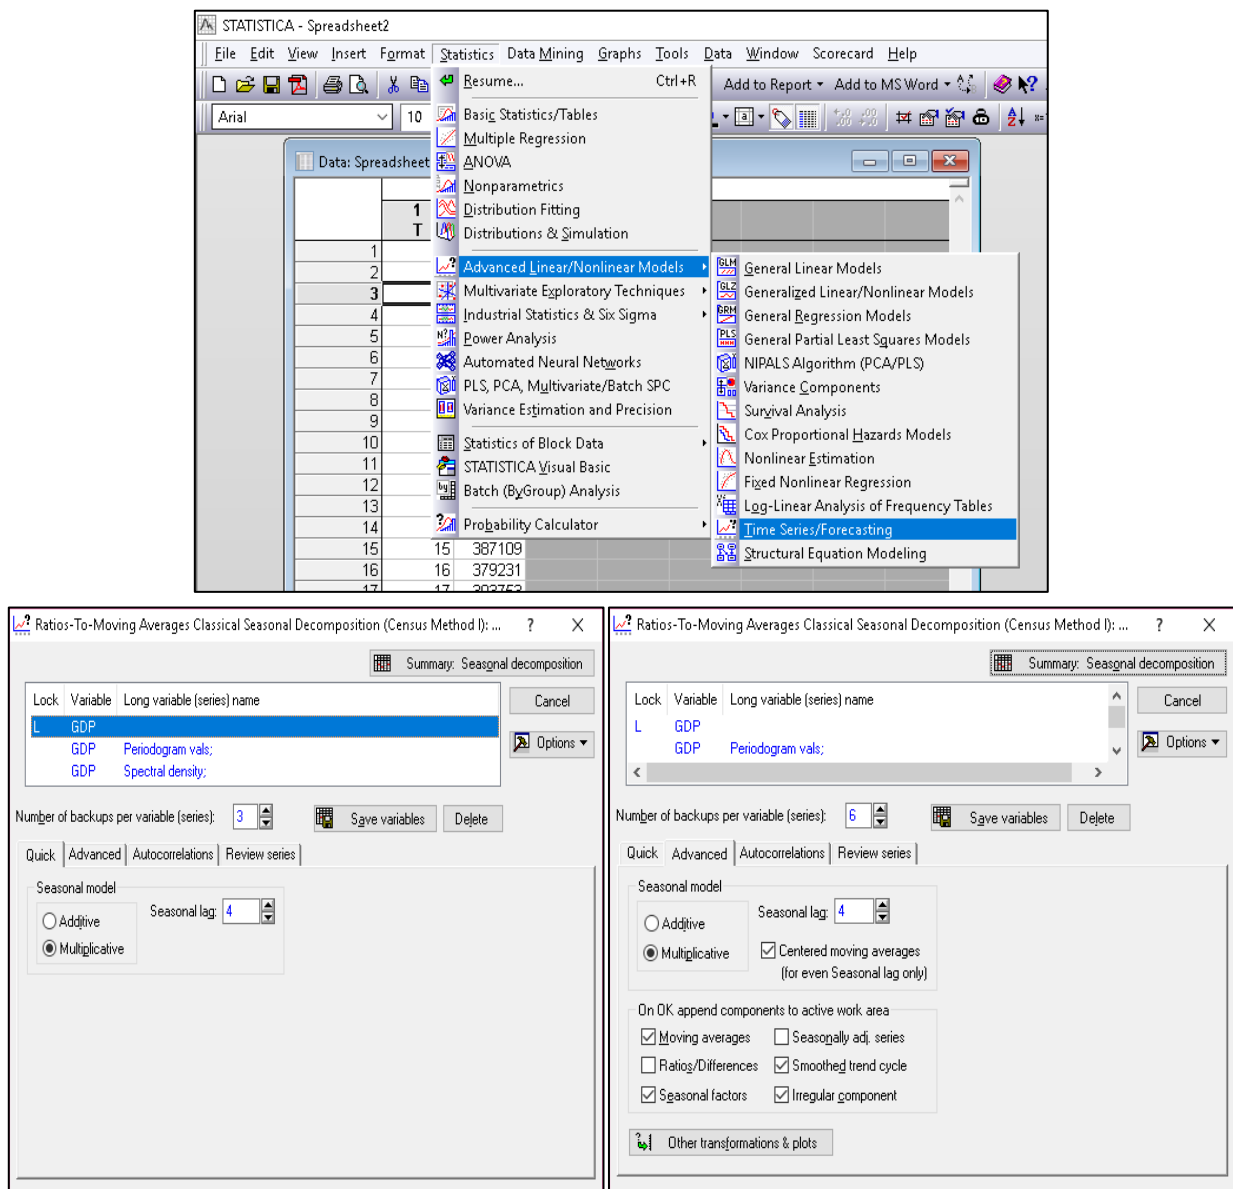 STATISTICA - Spreadsheet2
File Edit View Insert Format Statistics Data Mining Graphs Tools Data Window Scorecard Help
Resume... Ctrl+R
Add to Report Add to MS Word
Arial 10
Basic Statistics/Tables
Multiple Regression
Data: Spreadsheet
ANOVA
Nonparametrics
1 Distribution Fitting
T Distributions & Simulation
1
2 Advanced Linear/Nonlinear Models General Linear Models
3 Multivariate Exploratory Techniques Generalized Linear/Nonlinear Models
4 Industrial Statistics & Six Sigma General Regression Models
5 Power Analysis General Partial Least Squares Models
6 Automated Neural Networks NIPALS Algorithm (PCA/PLS)
7 PLS, PCA, Multivariate/Batch SPC Variance Components
8 Variance Estimation and Precision Survival Analysis
9 Cox Proportional Hazards Models
10 Statistics of Block Data
11 STATISTICA Visual Basic Nonlinear Estimation
12 Batch (ByGroup) Analysis Fixed Nonlinear Regression
13 Log-Linear Analysis of Frequency Tables
14 Probability Calculator Time Series/Forecasting
15 15 387109 Structural Equation Modeling
16 16 379231
17 17 393753
Ratios-To-Moving Averages Classical Seasonal Decomposition (Census Method I): ... ? X
Summary: Seasonal decomposition
Lock Variable Long variable (series) name Cancel
L GDP
GDP Periodogram vals; Options
GDP Spectral density;
Number of backups per variable (series): 3 Save variables Delete
Quick Advanced Autocorrelations Review series
Seasonal model
Additive Seasonal lag: 4
Multiplicative
Ratios-To-Moving Averages Classical Seasonal Decomposition (Census Method I): ... ? X
Summary: Seasonal decomposition
Lock Variable Long variable (series) name Cancel
L GDP
GDP Periodogram vals; Options
Number of backups per variable (series): 6 Save variables Delete
Quick Advanced Autocorrelations Review series
Seasonal model
Additive Seasonal lag: 4
Multiplicative Centered moving averages
(for even Seasonal lag only)
On OK append components to active work area
Moving averages Seasonally adj. series
Ratios/Differences Smoothed trend cycle
Seasonal factors Irregular component
Other transformations & plots